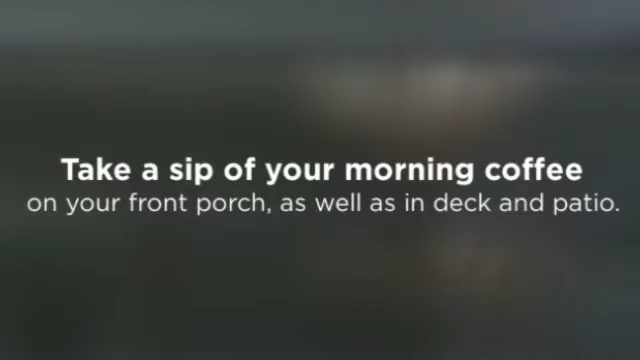 Take a sip of your morning coffee
on your front porch, as well as in deck and patio.